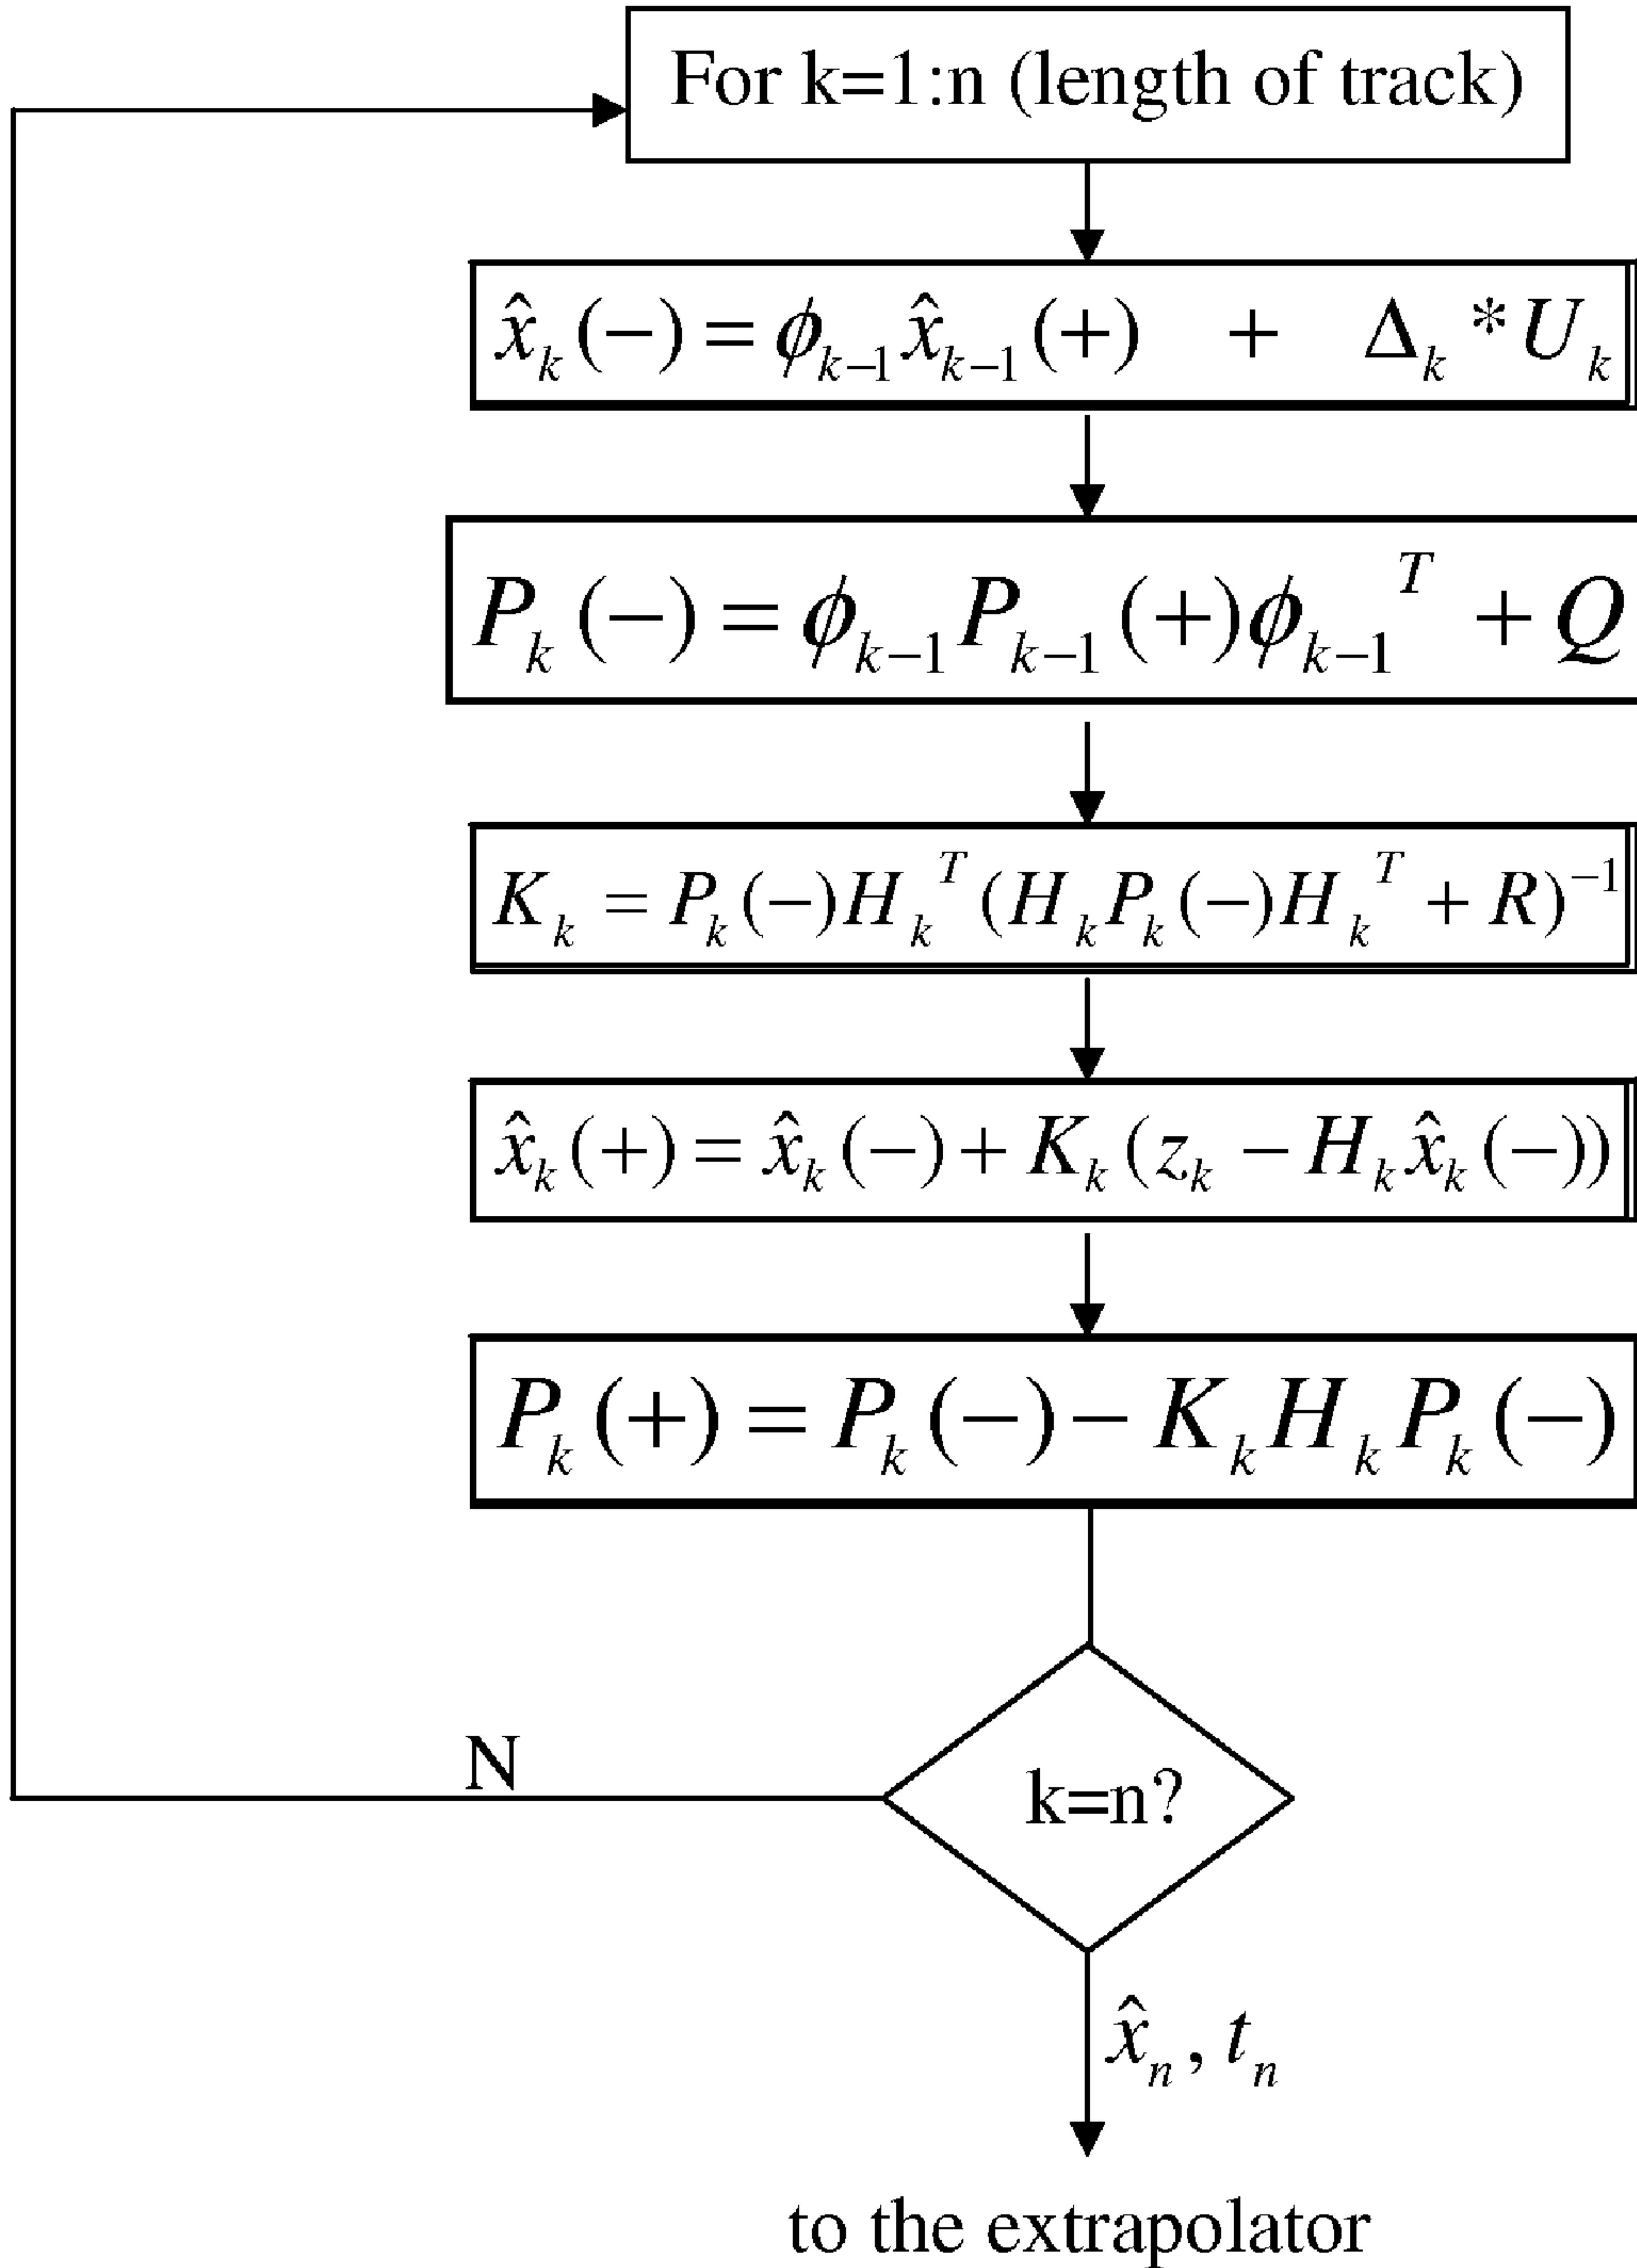 For k=1:n (length of track)
x̂ₖ(−) = ϕₖ₋₁x̂ₖ₋₁(+) + Δₖ*Uₖ
Pₖ(−) = ϕₖ₋₁Pₖ₋₁(+)ϕₖ₋₁ᵀ + Q
Kₖ = Pₖ(−)Hₖᵀ(HₖPₖ(−)Hₖᵀ + R)⁻¹
x̂ₖ(+) = x̂ₖ(−) + Kₖ(zₖ − Hₖx̂ₖ(−))
Pₖ(+) = Pₖ(−) − KₖHₖPₖ(−)
N
k=n?
x̂ₙ, tₙ
to the extrapolator